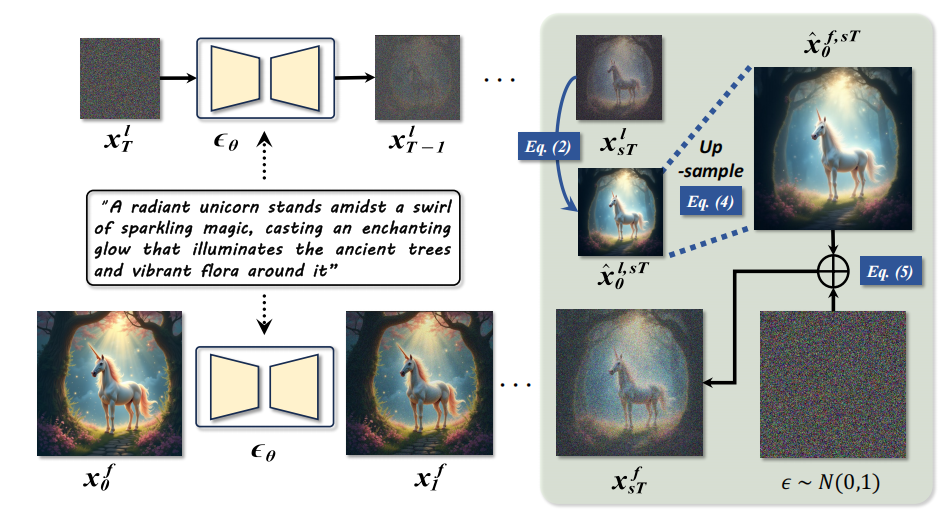 x̂₀^{f,sT}
x_T^l
ϵ_θ
x_{T−1}^l
. . .
x_{sT}^l
Eq. (2)
Up
-sample
Eq. (4)
x̂₀^{l,sT}
"A radiant unicorn stands amidst a swirl
of sparkling magic, casting an enchanting
glow that illuminates the ancient trees
and vibrant flora around it”
Eq. (5)
x_0^f
ϵ_θ
x_1^f
. . .
x_{sT}^f
ϵ ~ N(0,1)